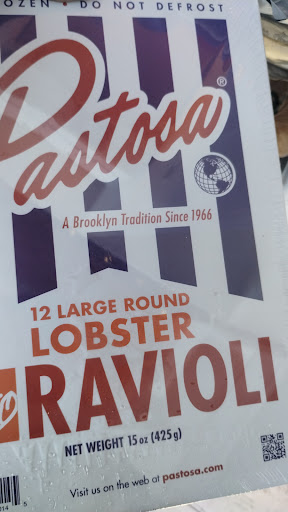 OZEN • DO NOT DEFROST
Pastosa®
A Brooklyn Tradition Since 1966
12 LARGE ROUND
LOBSTER
RAVIOLI
NET WEIGHT 15 oz (425 g)
Visit us on the web at pastosa.com